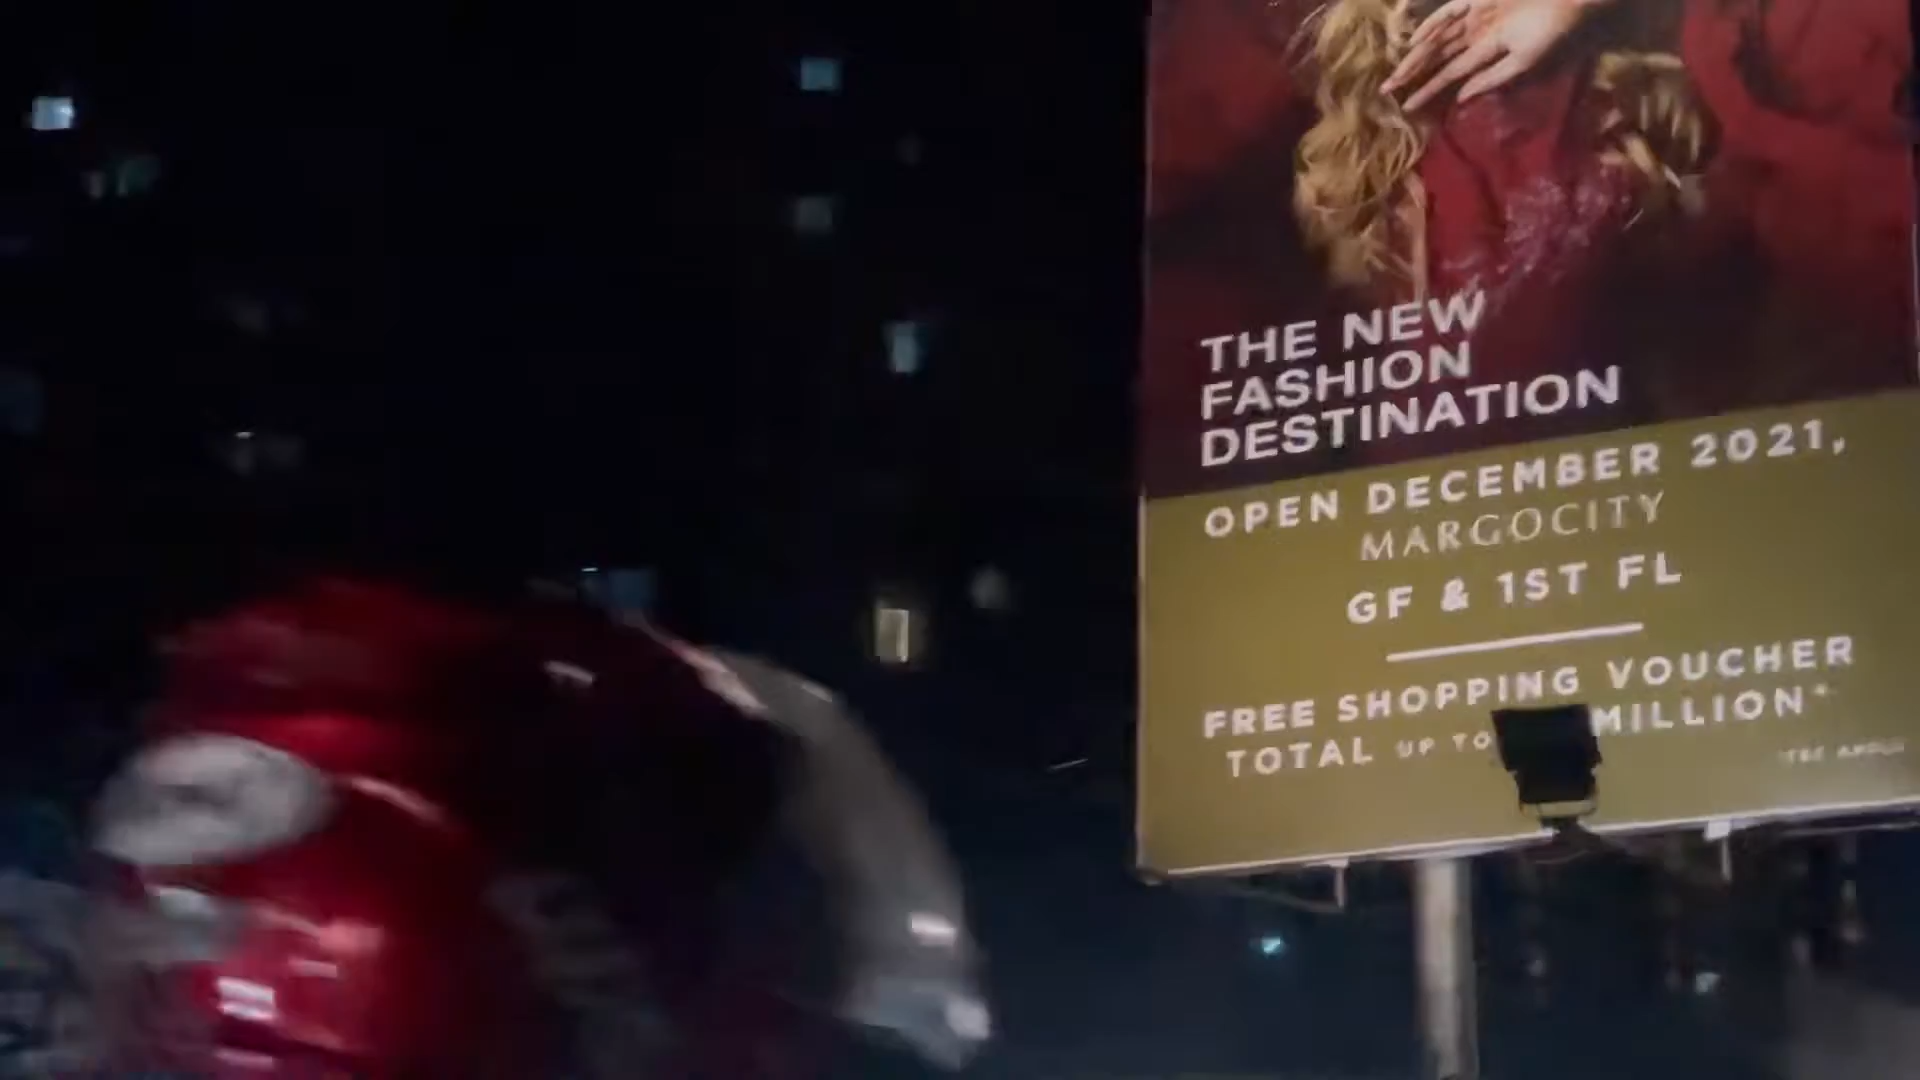 THE NEW
FASHION
DESTINATION
OPEN DECEMBER 2021,
MARGOCITY
GF & 1ST FL
FREE SHOPPING VOUCHER
TOTAL UP TO MILLION*